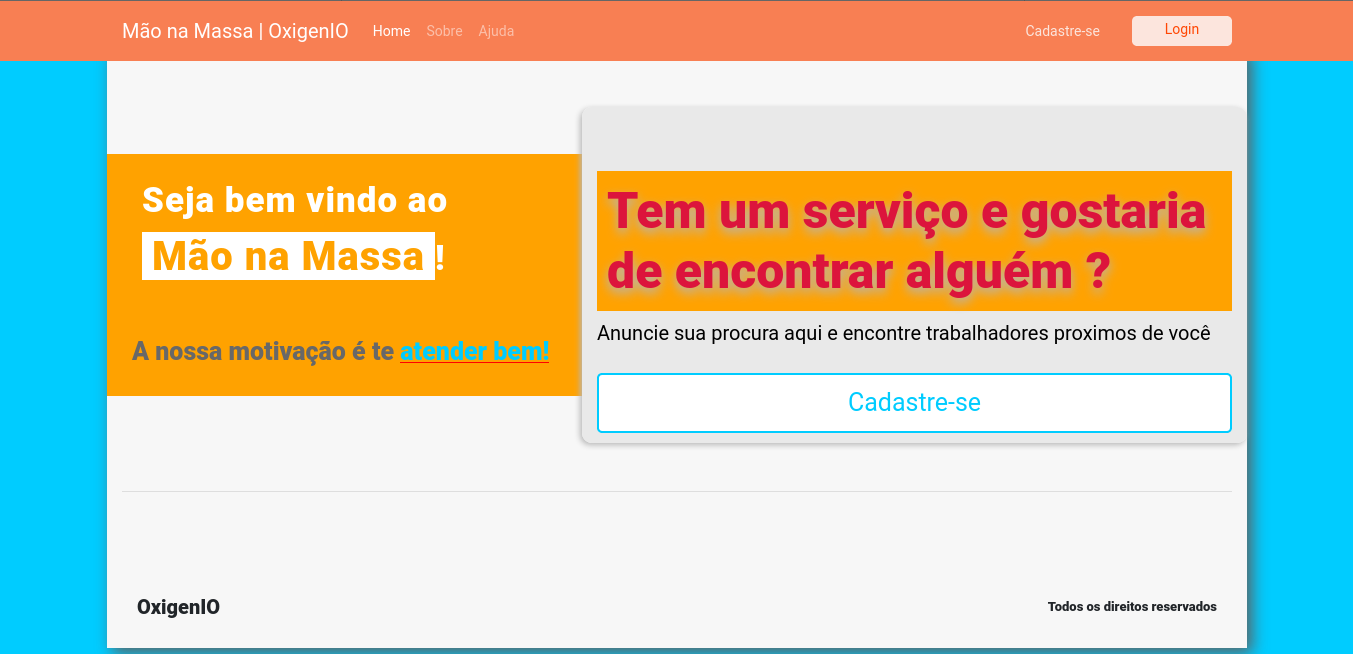 Mão na Massa | OxigenIO Home Sobre Ajuda Cadastre-se Login
Seja bem vindo ao
Mão na Massa !
A nossa motivação é te atender bem!
Tem um serviço e gostaria
de encontrar alguém ?
Anuncie sua procura aqui e encontre trabalhadores proximos de você
Cadastre-se
OxigenIO Todos os direitos reservados